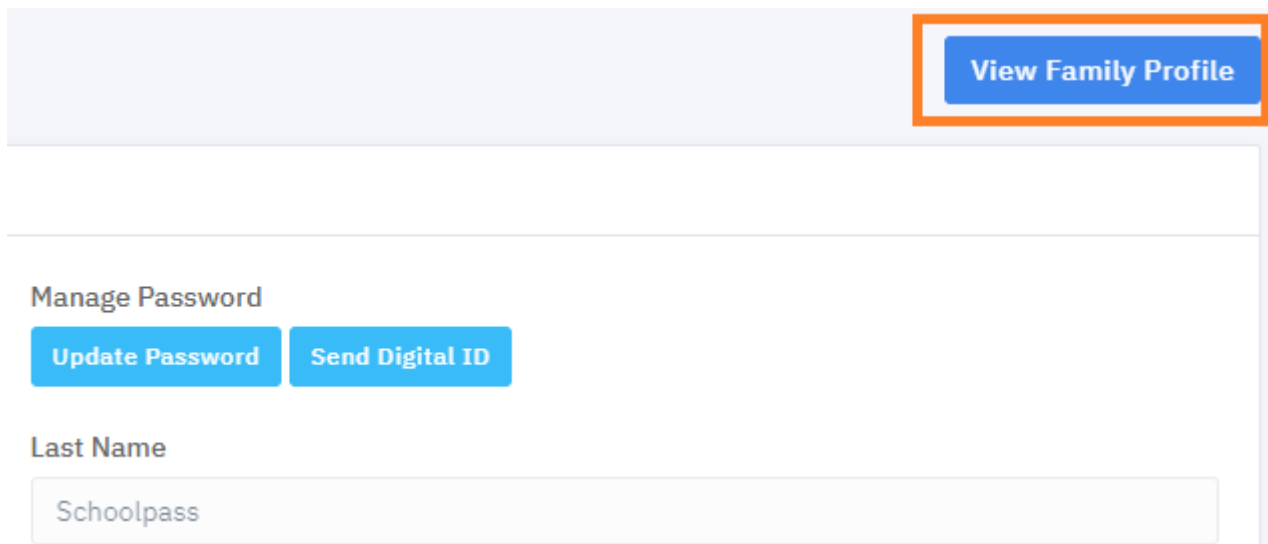 View Family Profile
Manage Password
Update Password Send Digital ID
Last Name
Schoolpass